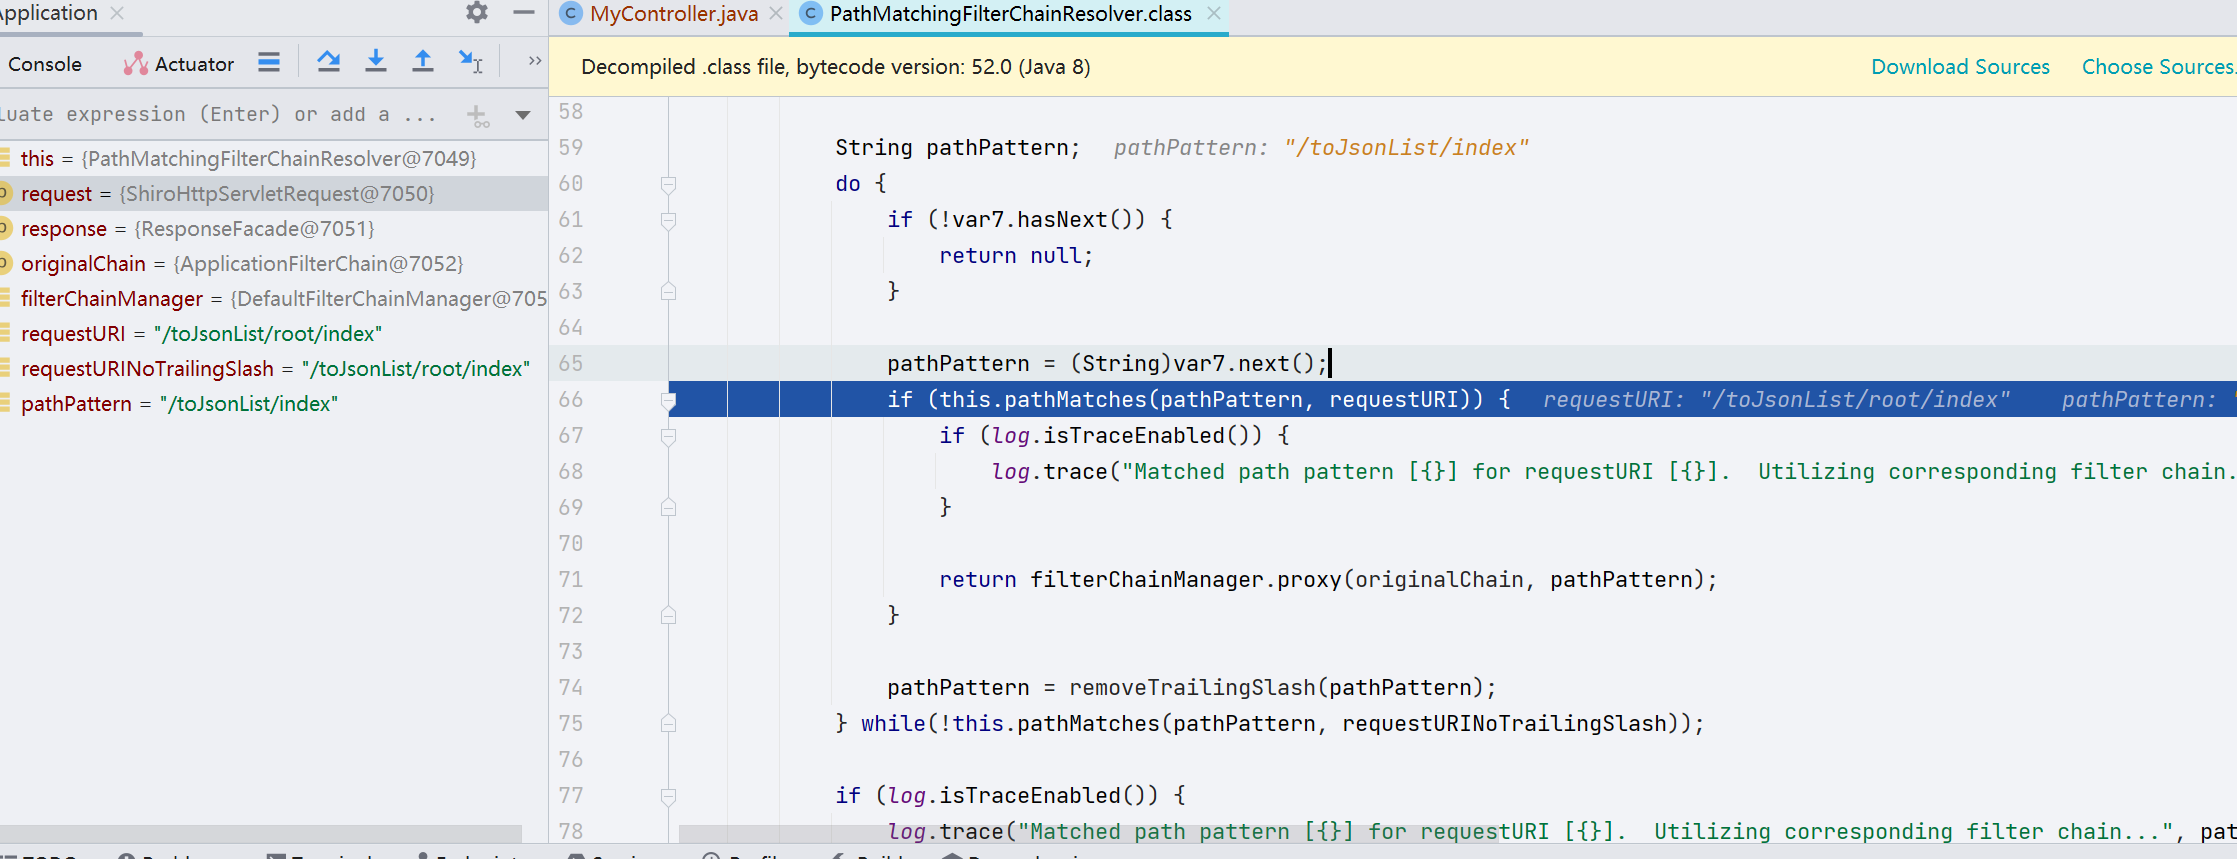 Application
Console
Actuator
luate expression (Enter) or add a ...
this = {PathMatchingFilterChainResolver@7049}
request = {ShiroHttpServletRequest@7050}
response = {ResponseFacade@7051}
originalChain = {ApplicationFilterChain@7052}
filterChainManager = {DefaultFilterChainManager@705
requestURI = "/toJsonList/root/index"
requestURINoTrailingSlash = "/toJsonList/root/index"
pathPattern = "/toJsonList/index"
MyController.java
PathMatchingFilterChainResolver.class
Decompiled .class file, bytecode version: 52.0 (Java 8)
Download Sources
Choose Sources.
58
59 String pathPattern; pathPattern: "/toJsonList/index"
60 do {
61 if (!var7.hasNext()) {
62 return null;
63 }
64
65 pathPattern = (String)var7.next();
66 if (this.pathMatches(pathPattern, requestURI)) { requestURI: "/toJsonList/root/index" pathPattern: "
67 if (log.isTraceEnabled()) {
68 log.trace("Matched path pattern [{}] for requestURI [{}].  Utilizing corresponding filter chain.
69 }
70
71 return filterChainManager.proxy(originalChain, pathPattern);
72 }
73
74 pathPattern = removeTrailingSlash(pathPattern);
75 } while(!this.pathMatches(pathPattern, requestURINoTrailingSlash));
76
77 if (log.isTraceEnabled()) {
78 log.trace("Matched path pattern [{}] for requestURI [{}].  Utilizing corresponding filter chain...", pat